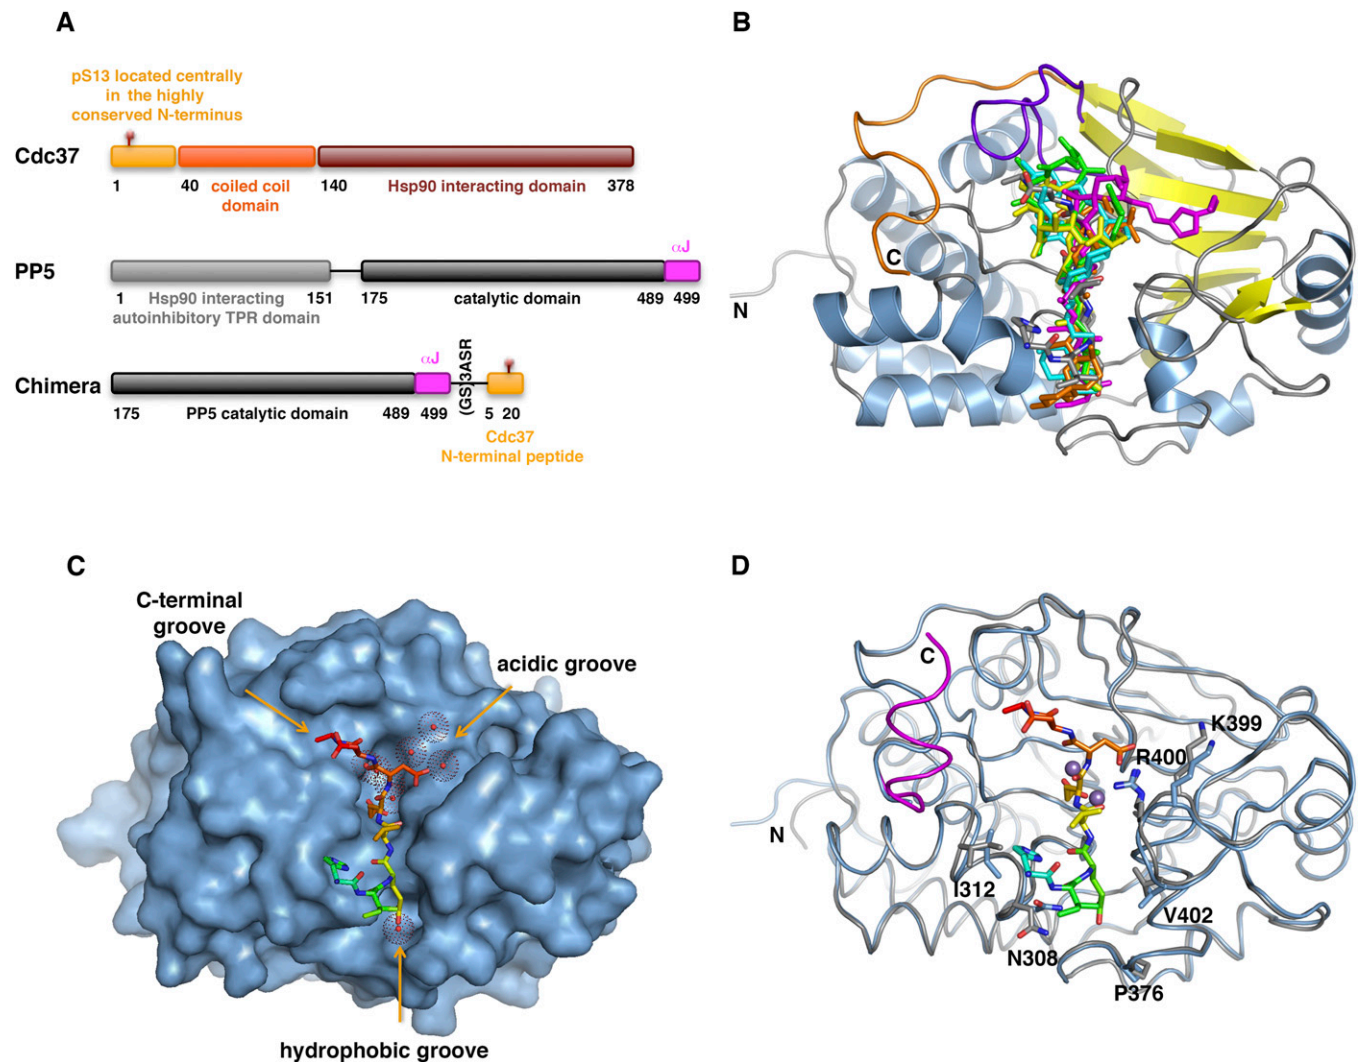 A
pS13 located centrally
in the highly
conserved N-terminus
Cdc37
1
40
coiled coil
domain
140
Hsp90 interacting domain
378
αJ
PP5
1
Hsp90 interacting
autoinhibitory TPR domain
151
175
catalytic domain
489
499
αJ
Chimera
(GS)3ASR
175
PP5 catalytic domain
489
499
5
20
Cdc37
N-terminal peptide
B
C
N
C
C-terminal
groove
acidic groove
hydrophobic groove
D
C
K399
R400
N
I312
V402
N308
P376